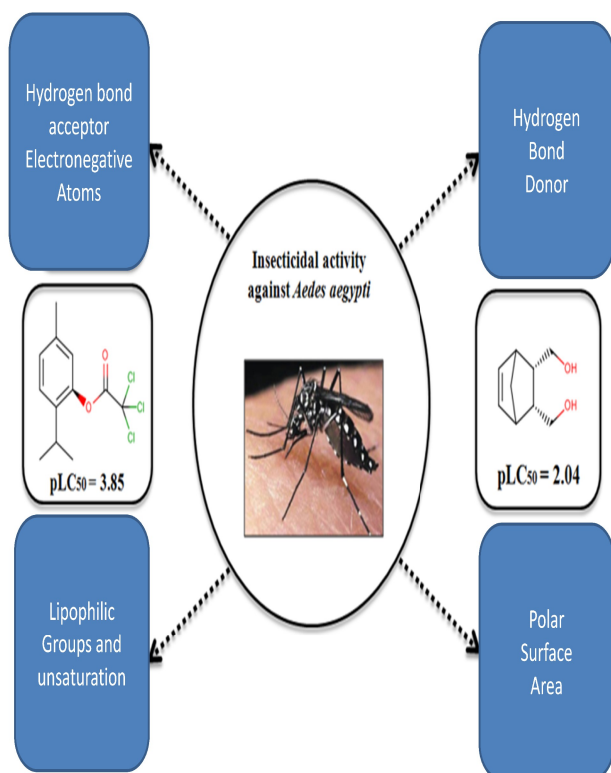 Hydrogen bond
acceptor
Electronegative
Atoms
Hydrogen
Bond
Donor
Insecticidal activity
against Aedes aegypti
O
O
Cl
Cl
Cl
pLC50 = 3.85
OH
OH
pLC50 = 2.04
Lipophilic
Groups and
unsaturation
Polar
Surface
Area